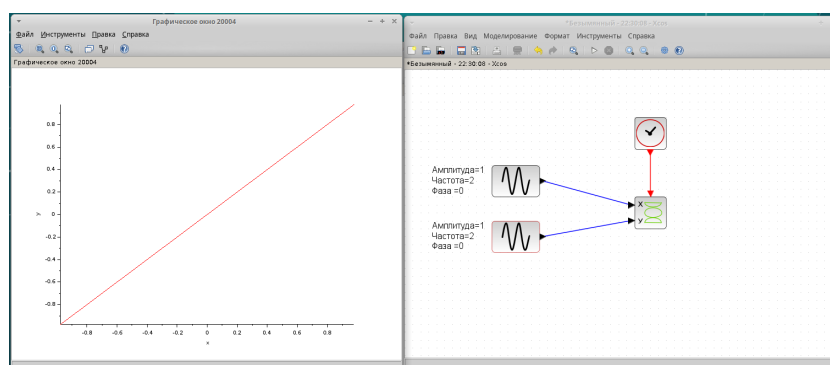 Графическое окно 20004
Файл Инструменты Правка Справка
Графическое окно 20004
0.8
0.6
0.4
0.2
0
-0.2
-0.4
-0.6
-0.8
y
-0.8 -0.6 -0.4 -0.2 0 0.2 0.4 0.6 0.8
x
*Безымянный - 22:30:08 - Xcos
Файл Правка Вид Моделирование Формат Инструменты Справка
*Безымянный - 22:30:08 - Xcos
Амплитуда=1
Частота=2
Фаза =0
Амплитуда=1
Частота=2
Фаза =0
X
У